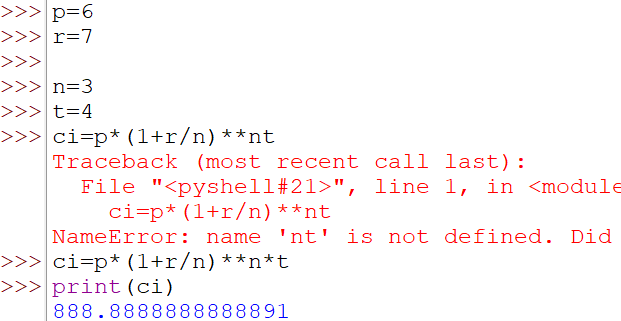 >>> p=6
>>> r=7
>>>
>>> n=3
>>> t=4
>>> ci=p*(1+r/n)**nt
Traceback (most recent call last):
  File "<pyshell#21>", line 1, in <module
    ci=p*(1+r/n)**nt
NameError: name 'nt' is not defined. Did
>>> ci=p*(1+r/n)**n*t
>>> print(ci)
888.8888888888891